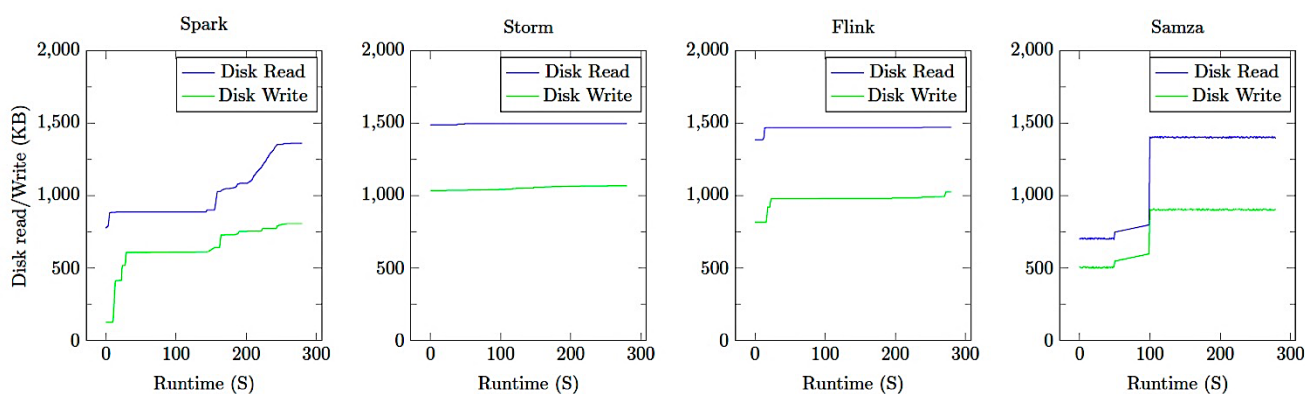 Spark
Disk read/Write (KB)
2,000
1,500
1,000
500
0
Disk Read
Disk Write
0 100 200 300
Runtime (S)
Storm
2,000
1,500
1,000
500
0
Disk Read
Disk Write
0 100 200 300
Runtime (S)
Flink
2,000
1,500
1,000
500
0
Disk Read
Disk Write
0 100 200 300
Runtime (S)
Samza
2,000
1,500
1,000
500
0
Disk Read
Disk Write
0 100 200 300
Runtime (S)